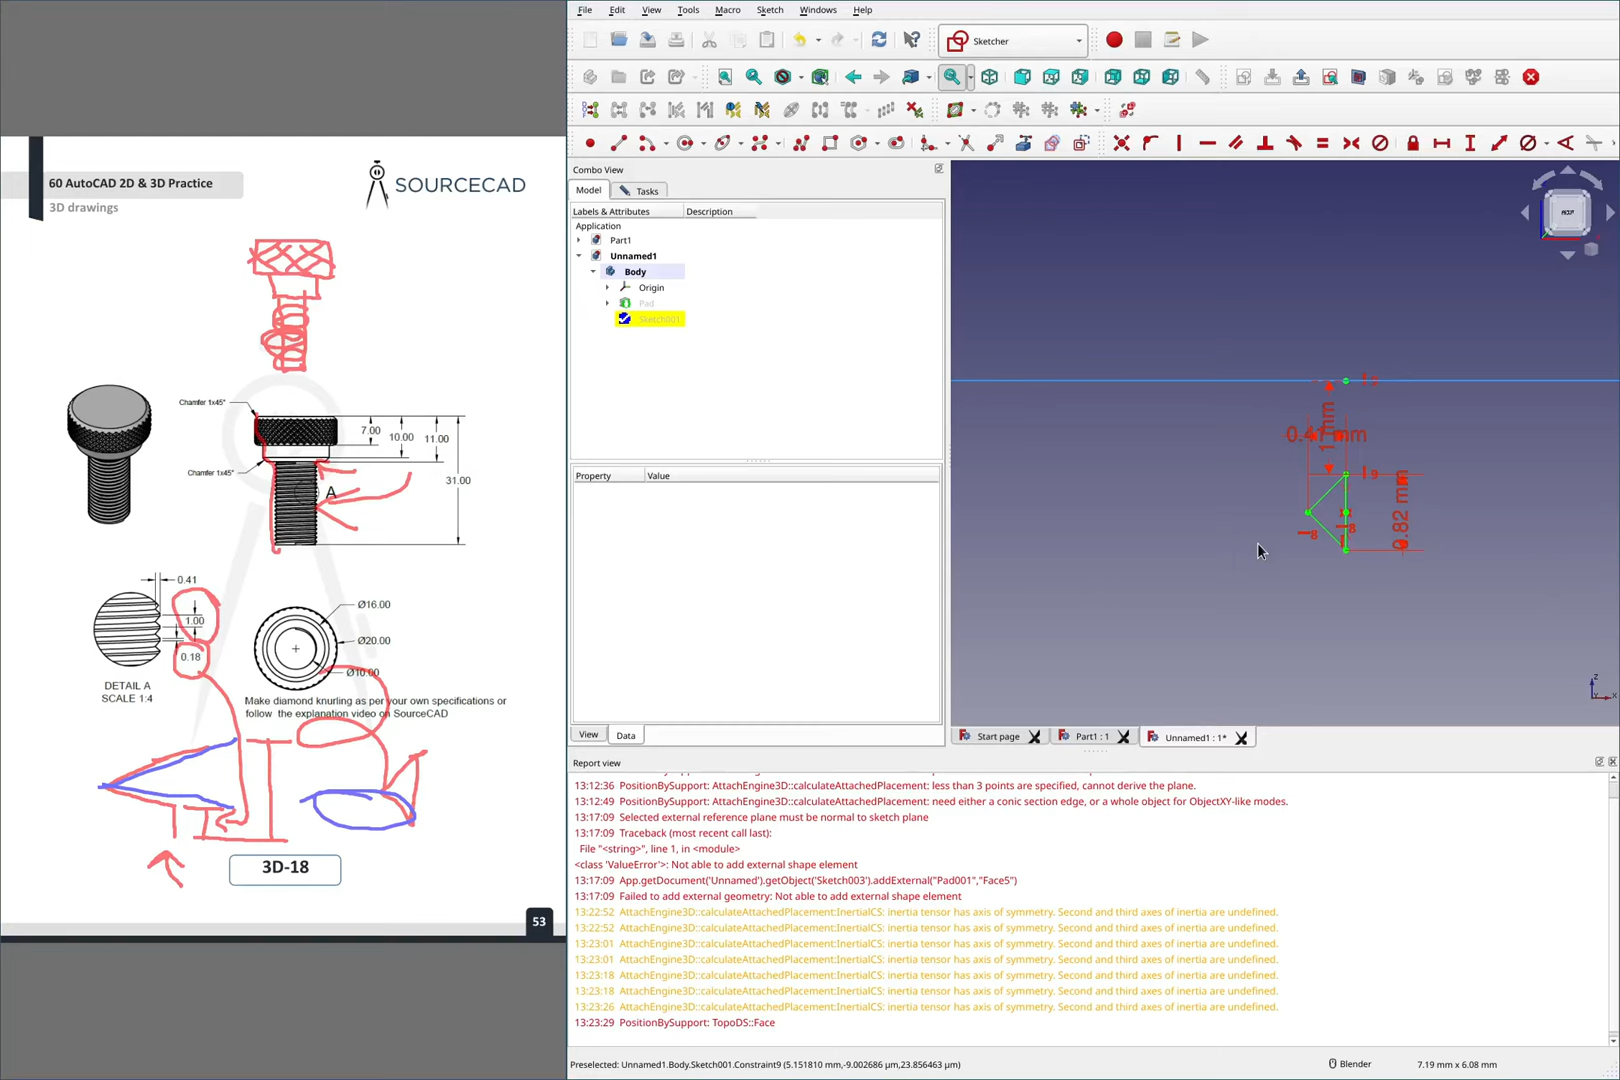 60 AutoCAD 2D & 3D Practice
3D drawings
SOURCECAD
Chamfer 1x45°
7.00
10.00
11.00
Chamfer 1x45°
31.00
A
0.41
1.00
0.18
Ø16.00
Ø20.00
Ø10.00
DETAIL A
SCALE 1:4
Make diamond knurling as per your own specifications or
follow the explanation video on SourceCAD
3D-18
53
File Edit View Tools Macro Sketch Windows Help
Sketcher
Combo View
Model Tasks
Labels & Attributes Description
Application
Part1
Unnamed1
Body
Origin
Pad
Sketch001
Property Value
View Data
1 mm
0.41 mm
0.82 mm
Start page
Part1 : 1
Unnamed1 : 1*
Report view
13:12:36 PositionBySupport: AttachEngine3D::calculateAttachedPlacement: less than 3 points are specified, cannot derive the plane.
13:12:49 PositionBySupport: AttachEngine3D::calculateAttachedPlacement: need either a conic section edge, or a whole object for ObjectXY-like modes.
13:17:09 Selected external reference plane must be normal to sketch plane
13:17:09 Traceback (most recent call last):
File "<string>", line 1, in <module>
<class 'ValueError'>: Not able to add external shape element
13:17:09 App.getDocument('Unnamed').getObject('Sketch003').addExternal("Pad001","Face5")
13:17:09 Failed to add external geometry: Not able to add external shape element
13:22:52 AttachEngine3D::calculateAttachedPlacement:InertialCS: inertia tensor has axis of symmetry. Second and third axes of inertia are undefined.
13:22:52 AttachEngine3D::calculateAttachedPlacement:InertialCS: inertia tensor has axis of symmetry. Second and third axes of inertia are undefined.
13:23:01 AttachEngine3D::calculateAttachedPlacement:InertialCS: inertia tensor has axis of symmetry. Second and third axes of inertia are undefined.
13:23:01 AttachEngine3D::calculateAttachedPlacement:InertialCS: inertia tensor has axis of symmetry. Second and third axes of inertia are undefined.
13:23:18 AttachEngine3D::calculateAttachedPlacement:InertialCS: inertia tensor has axis of symmetry. Second and third axes of inertia are undefined.
13:23:18 AttachEngine3D::calculateAttachedPlacement:InertialCS: inertia tensor has axis of symmetry. Second and third axes of inertia are undefined.
13:23:26 AttachEngine3D::calculateAttachedPlacement:InertialCS: inertia tensor has axis of symmetry. Second and third axes of inertia are undefined.
13:23:29 PositionBySupport: TopoDS::Face
Preselected: Unnamed1.Body.Sketch001.Constraint9 (5.151810 mm,-9.002686 µm,23.856463 µm)
Blender
7.19 mm x 6.08 mm